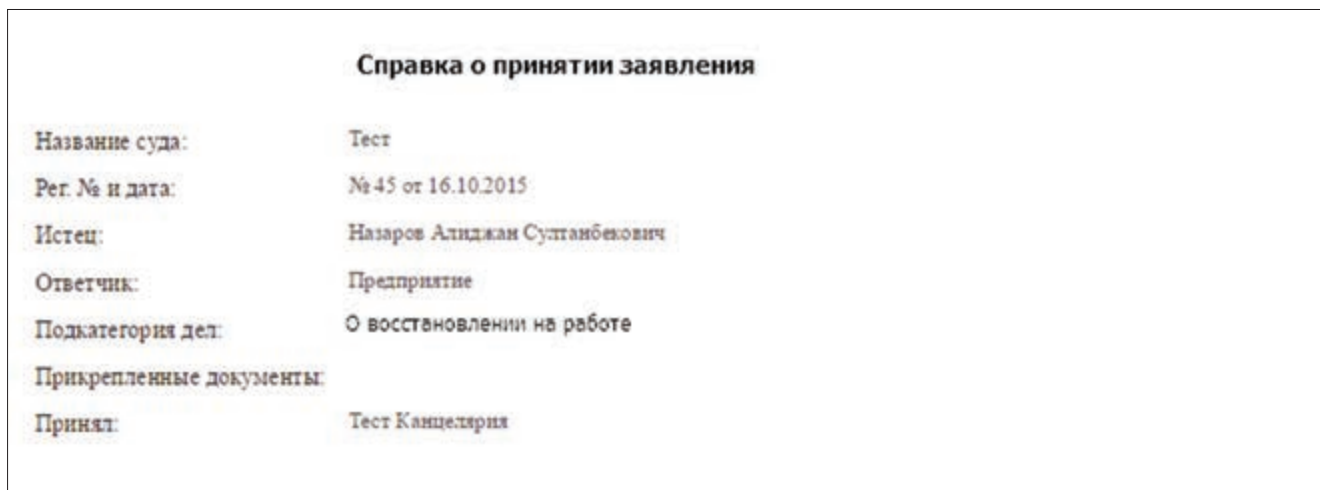 Справка о принятии заявления
Название суда: Тест
Рег. № и дата: № 45 от 16.10.2015
Истец: Назаров Алиджан Султанбекович
Ответчик: Предприятие
Подкатегория дел: О восстановлении на работе
Прикрепленные документы:
Принял: Тест Канцелярия